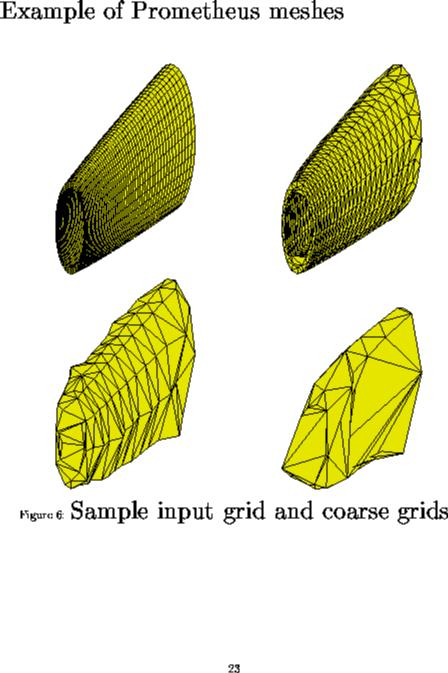 Example of Prometheus meshes
Figure 6: Sample input grid and coarse grids
23